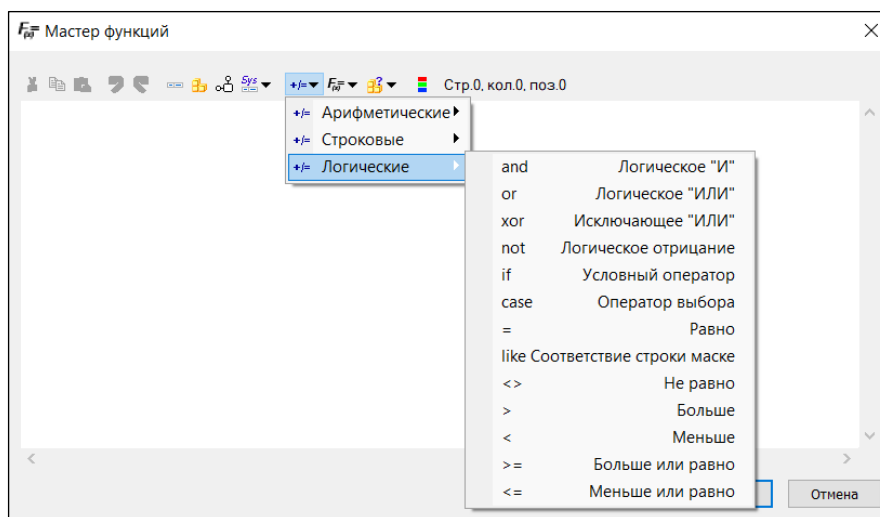 Мастер функций
Sys +/= F(x)= Стр.0, кол.0, поз.0
+/= Арифметические
+/= Строковые
+/= Логические
and Логическое "И"
or Логическое "ИЛИ"
xor Исключающее "ИЛИ"
not Логическое отрицание
if Условный оператор
case Оператор выбора
= Равно
like Соответствие строки маске
<> Не равно
> Больше
< Меньше
>= Больше или равно
<= Меньше или равно
Отмена